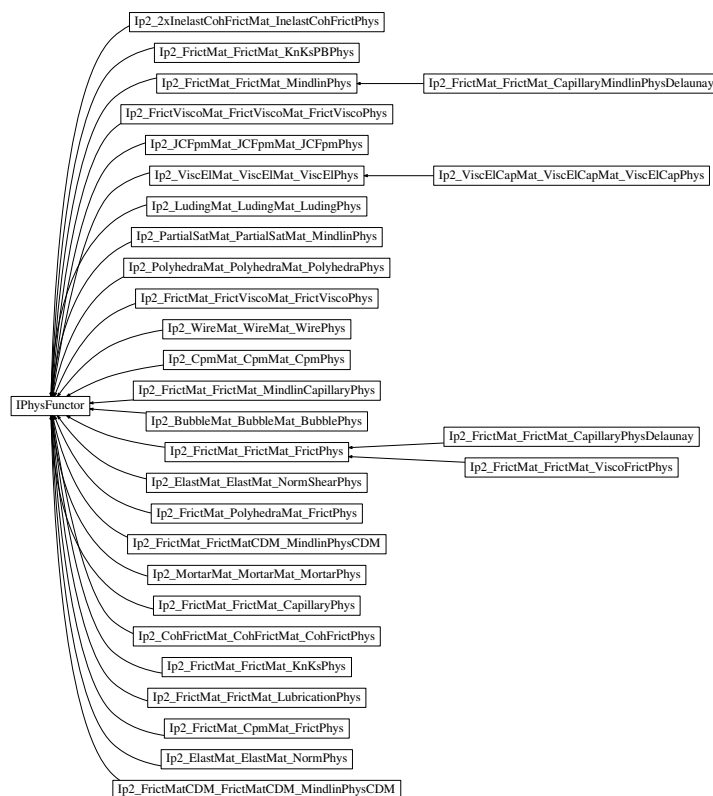 Ip2_2xInelastCohFrictMat_InelastCohFrictPhys
Ip2_FrictMat_FrictMat_KnKsPBPhys
Ip2_FrictMat_FrictMat_MindlinPhys
Ip2_FrictMat_FrictMat_CapillaryMindlinPhysDelaunay
Ip2_FrictViscoMat_FrictViscoMat_FrictViscoPhys
Ip2_JCFpmMat_JCFpmMat_JCFpmPhys
Ip2_ViscElMat_ViscElMat_ViscElPhys
Ip2_ViscElCapMat_ViscElCapMat_ViscElCapPhys
Ip2_LudingMat_LudingMat_LudingPhys
Ip2_PartialSatMat_PartialSatMat_MindlinPhys
Ip2_PolyhedraMat_PolyhedraMat_PolyhedraPhys
Ip2_FrictMat_FrictViscoMat_FrictViscoPhys
Ip2_WireMat_WireMat_WirePhys
Ip2_CpmMat_CpmMat_CpmPhys
Ip2_FrictMat_FrictMat_MindlinCapillaryPhys
IPhysFunctor
Ip2_BubbleMat_BubbleMat_BubblePhys
Ip2_FrictMat_FrictMat_CapillaryPhysDelaunay
Ip2_FrictMat_FrictMat_FrictPhys
Ip2_FrictMat_FrictMat_ViscoFrictPhys
Ip2_ElastMat_ElastMat_NormShearPhys
Ip2_FrictMat_PolyhedraMat_FrictPhys
Ip2_FrictMat_FrictMatCDM_MindlinPhysCDM
Ip2_MortarMat_MortarMat_MortarPhys
Ip2_FrictMat_FrictMat_CapillaryPhys
Ip2_CohFrictMat_CohFrictMat_CohFrictPhys
Ip2_FrictMat_FrictMat_KnKsPhys
Ip2_FrictMat_FrictMat_LubricationPhys
Ip2_FrictMat_CpmMat_FrictPhys
Ip2_ElastMat_ElastMat_NormPhys
Ip2_FrictMatCDM_FrictMatCDM_MindlinPhysCDM